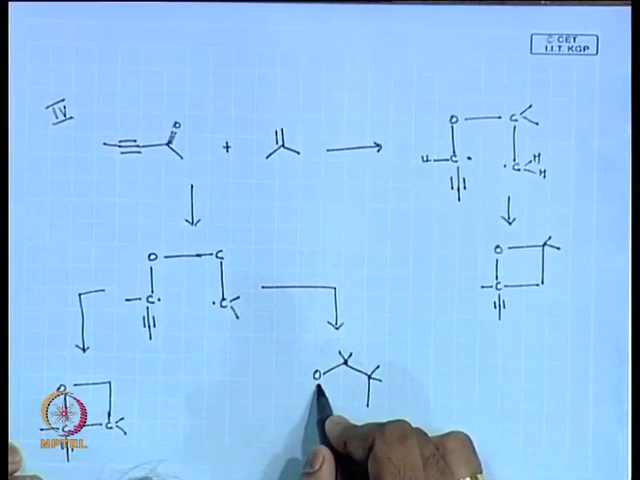 © CET
I.I.T. KGP
IV
O
+
O C
H C · · C H H
O
C
O C
C · · C
O
C C
O
NPTEL